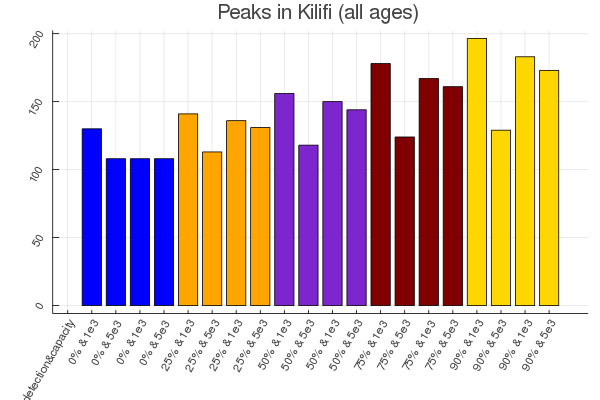 Peaks in Kilifi (all ages)
200
150
100
50
0
detection&capacity
0% & 1e3
0% & 5e3
0% & 1e3
0% & 5e3
25% & 1e3
25% & 5e3
25% & 1e3
25% & 5e3
50% & 1e3
50% & 5e3
50% & 1e3
50% & 5e3
75% & 1e3
75% & 5e3
75% & 1e3
75% & 5e3
90% & 1e3
90% & 5e3
90% & 1e3
90% & 5e3